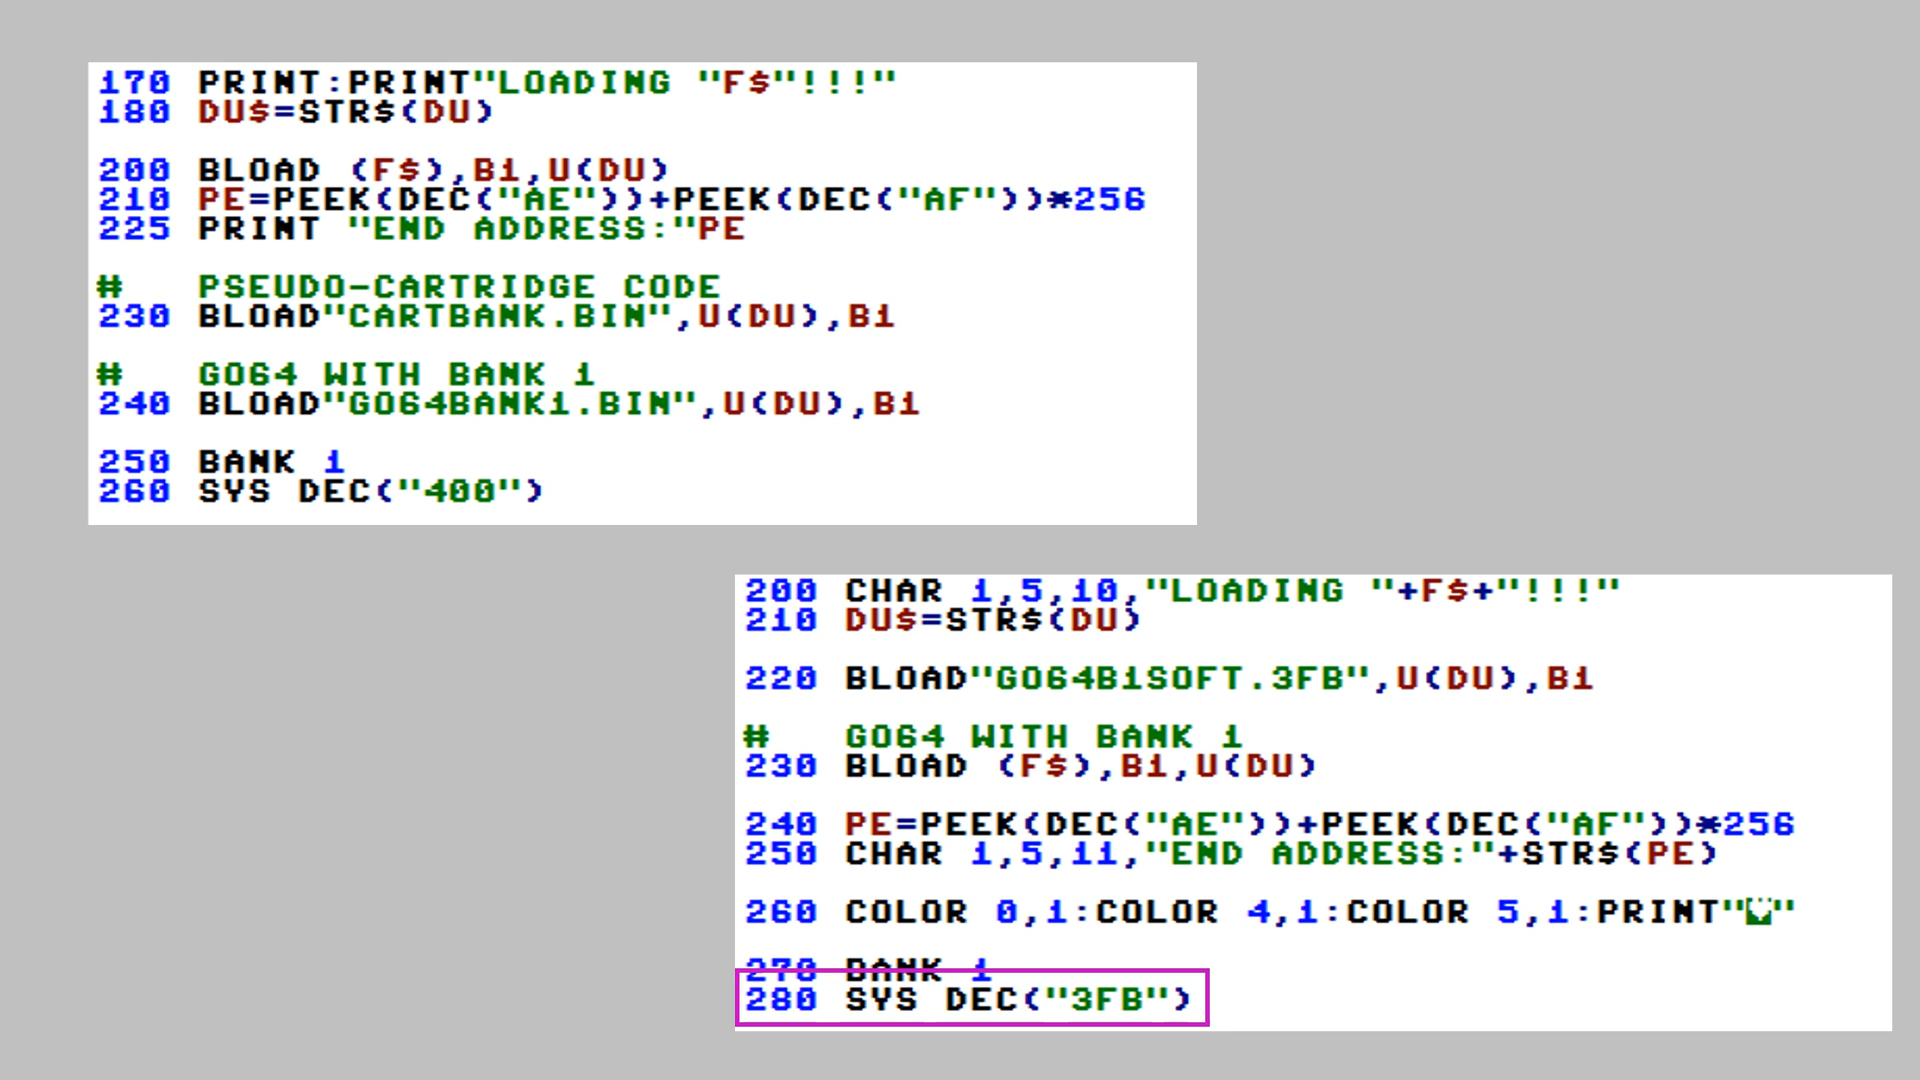 170 PRINT:PRINT"LOADING "F$"!!!"
180 DU$=STR$(DU)
200 BLOAD (F$),B1,U(DU)
210 PE=PEEK(DEC("AE"))+PEEK(DEC("AF"))*256
225 PRINT "END ADDRESS:"PE
# PSEUDO-CARTRIDGE CODE
230 BLOAD"CARTBANK.BIN",U(DU),B1
# GO64 WITH BANK 1
240 BLOAD"GO64BANK1.BIN",U(DU),B1
250 BANK 1
260 SYS DEC("400")
200 CHAR 1,5,10,"LOADING "+F$+"!!!"
210 DU$=STR$(DU)
220 BLOAD"GO64B1SOFT.3FB",U(DU),B1
# GO64 WITH BANK 1
230 BLOAD (F$),B1,U(DU)
240 PE=PEEK(DEC("AE"))+PEEK(DEC("AF"))*256
250 CHAR 1,5,11,"END ADDRESS:"+STR$(PE)
260 COLOR 0,1:COLOR 4,1:COLOR 5,1:PRINT"♥"
270 BANK 1
280 SYS DEC("3FB")